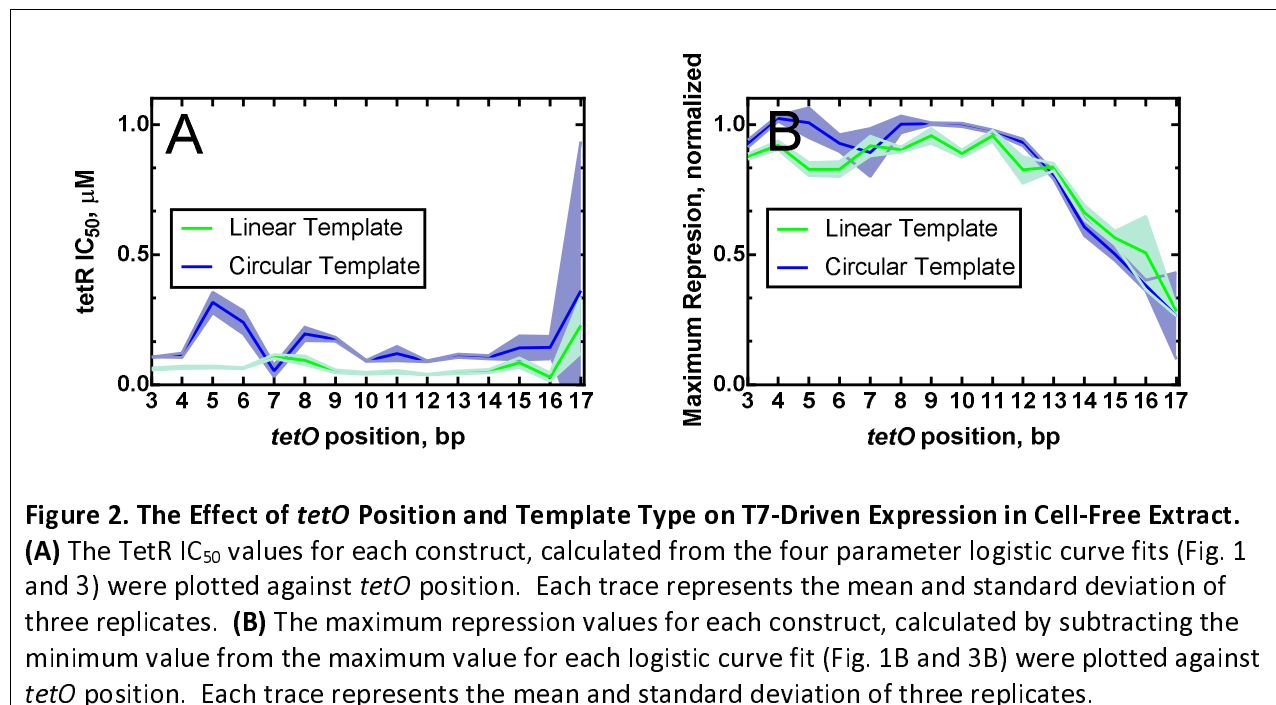 A
tetR IC50, µM
1.0
0.5
0.0
Linear Template
Circular Template
3 4 5 6 7 8 9 10 11 12 13 14 15 16 17
tetO position, bp
B
Maximum Represion, normalized
1.0
0.5
0.0
Linear Template
Circular Template
3 4 5 6 7 8 9 10 11 12 13 14 15 16 17
tetO position, bp
Figure 2. The Effect of tetO Position and Template Type on T7-Driven Expression in Cell-Free Extract.
(A) The TetR IC50 values for each construct, calculated from the four parameter logistic curve fits (Fig. 1
and 3) were plotted against tetO position. Each trace represents the mean and standard deviation of
three replicates. (B) The maximum repression values for each construct, calculated by subtracting the
minimum value from the maximum value for each logistic curve fit (Fig. 1B and 3B) were plotted against
tetO position. Each trace represents the mean and standard deviation of three replicates.